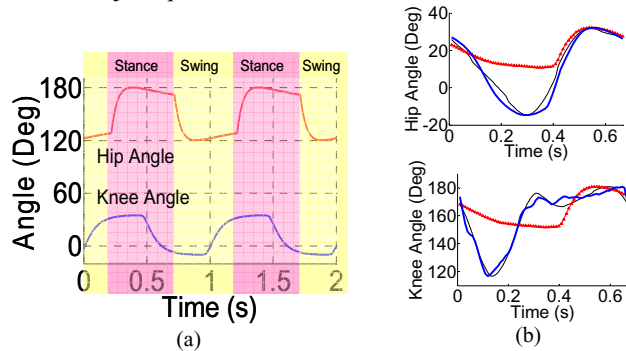 Stance Swing Stance Swing
180
120
60
0
Angle (Deg)
Hip Angle
Knee Angle
0 0.5 1 1.5 2
Time (s)
(a)
40
20
0
-20
Hip Angle (Deg)
0 0.2 0.4 0.6
Time (s)
180
160
140
120
Knee Angle (Deg)
0 0.2 0.4 0.6
Time (s)
(b)